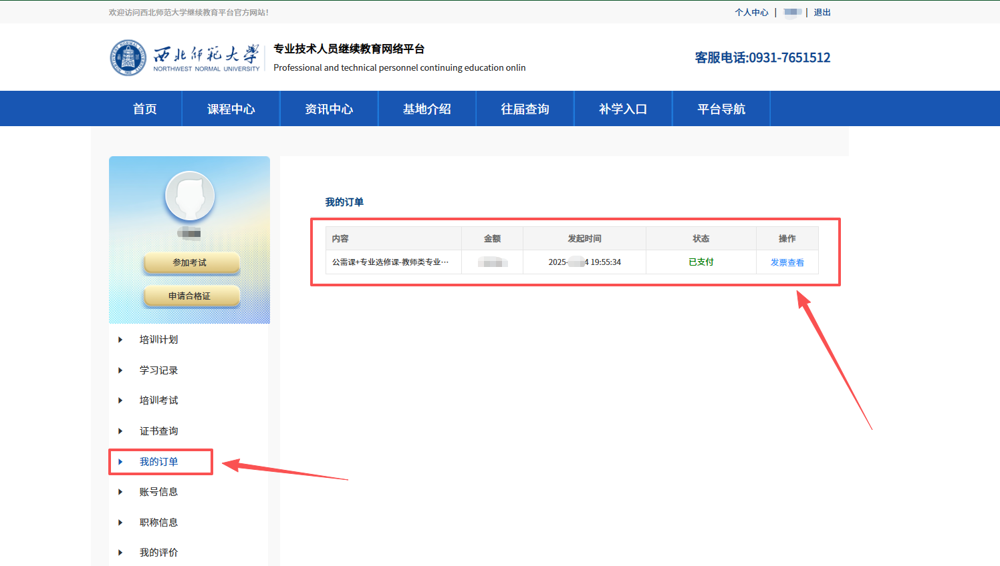 欢迎访问西北师范大学继续教育平台官方网站!
个人中心 | | 退出
西北师范大学
NORTHWEST NORMAL UNIVERSITY
专业技术人员继续教育网络平台
Professional and technical personnel continuing education onlin
客服电话:0931-7651512
首页 课程中心 资讯中心 基地介绍 往届查询 补学入口 平台导航
参加考试
申请合格证
培训计划
学习记录
培训考试
证书查询
我的订单
账号信息
职称信息
我的评价
我的订单
内容 金额 发起时间 状态 操作
公需课+专业选修课-教师类专业… 2025- 4 19:55:34 已支付 发票查看